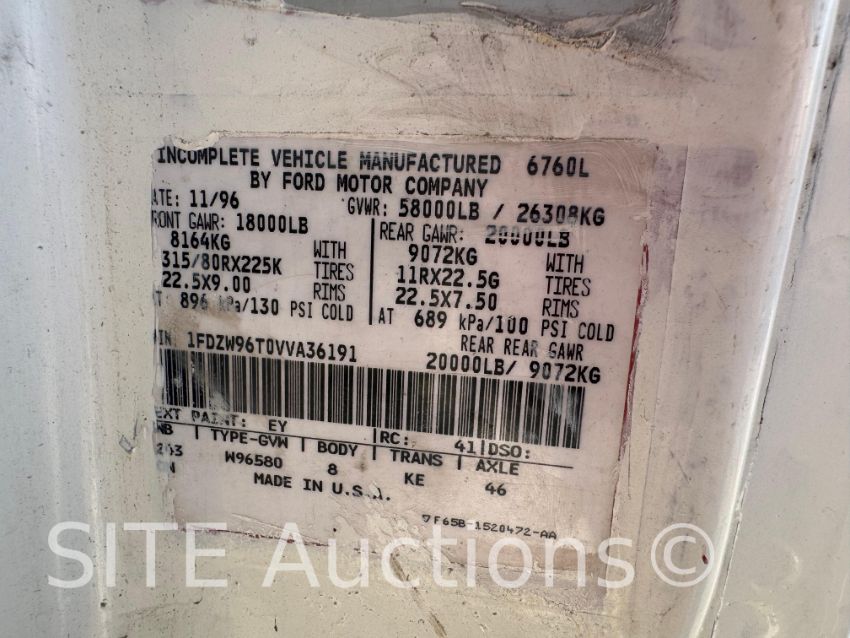 INCOMPLETE VEHICLE MANUFACTURED 6760L
BY FORD MOTOR COMPANY
ATE: 11/96 GVWR: 58000LB / 26308KG
RONT GAWR: 18000LB REAR GAWR: 20000LB
8164KG WITH 9072KG WITH
315/80RX225K TIRES 11RX22.5G TIRES
22.5X9.00 RIMS 22.5X7.50 RIMS
AT 896 kPa/130 PSI COLD AT 689 kPa/100 PSI COLD
VIN 1FDZW96T0VVA36191 REAR REAR GAWR
20000LB/ 9072KG
EXT PAINT: EY RC: 41 DSO:
WB TYPE-GVW BODY TRANS AXLE
203 W96580 8 KE 46
MADE IN U.S.A.
F65B-1520472-AA
SITE Auctions©